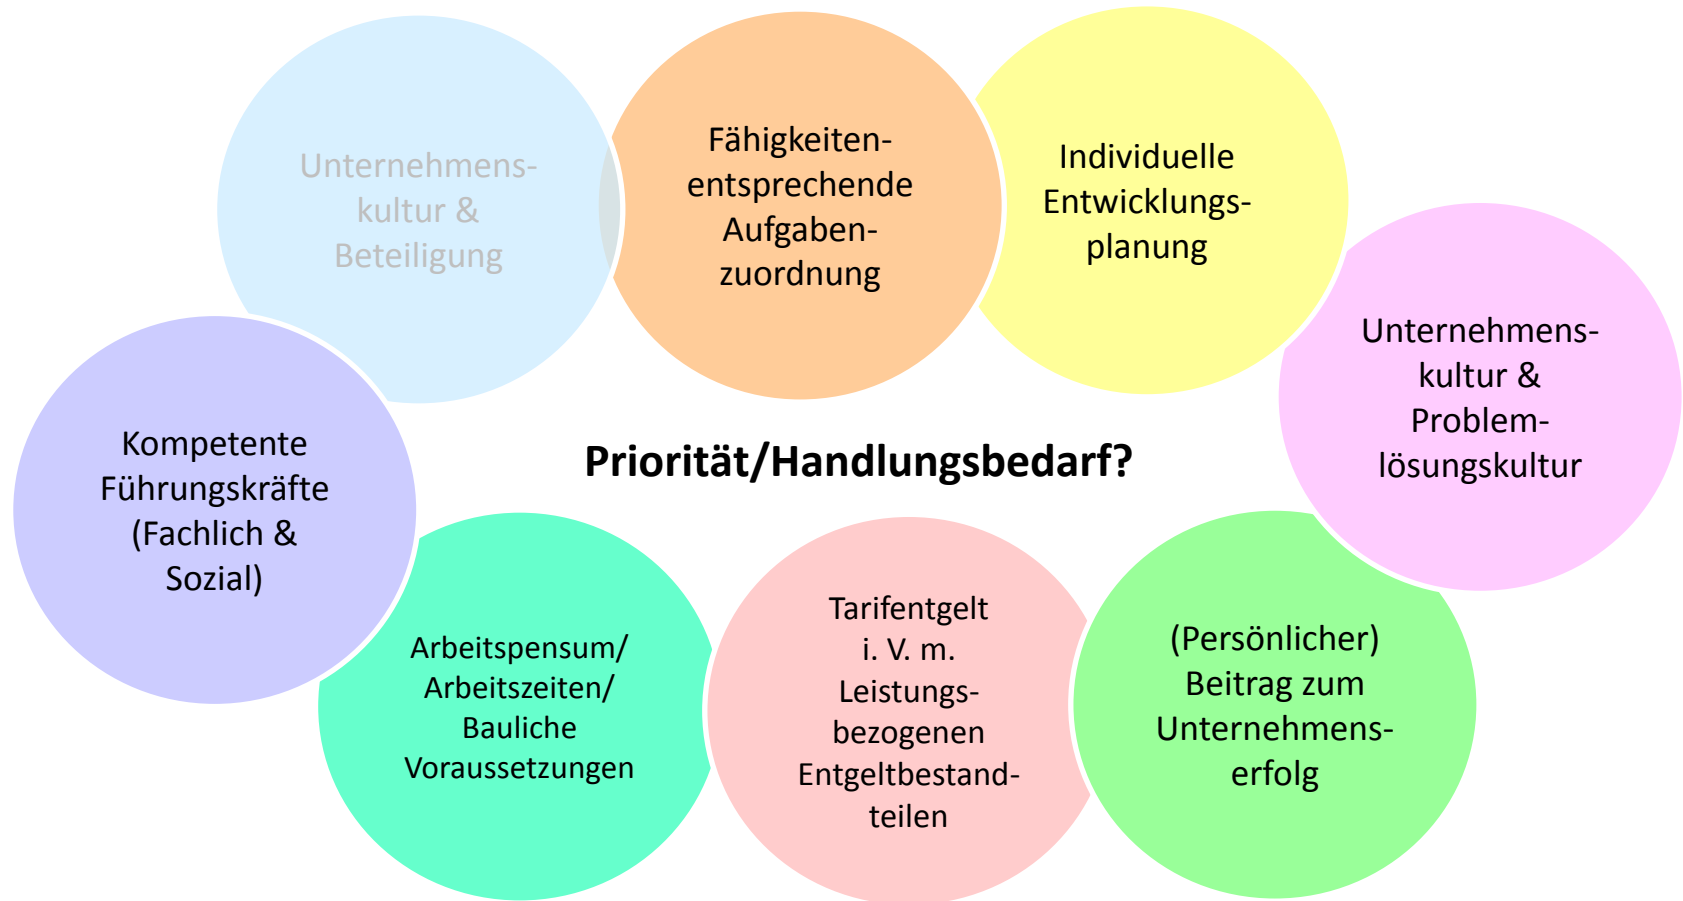 Unternehmens-
kultur &
Beteiligung
Fähigkeiten-
entsprechende
Aufgaben-
zuordnung
Individuelle
Entwicklungs-
planung
Unternehmens-
kultur &
Problem-
lösungskultur
Kompetente
Führungskräfte
(Fachlich &
Sozial)
Priorität/Handlungsbedarf?
Arbeitspensum/
Arbeitszeiten/
Bauliche
Voraussetzungen
Tarifentgelt
i. V. m.
Leistungs-
bezogenen
Entgeltbestand-
teilen
(Persönlicher)
Beitrag zum
Unternehmens-
erfolg